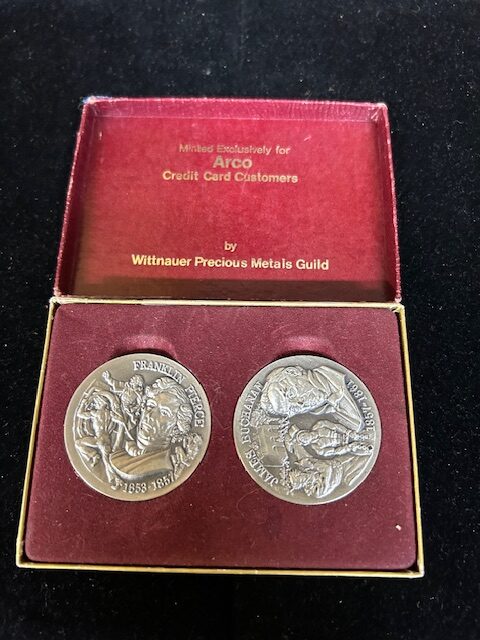 Minted Exclusively for
Arco
Credit Card Customers
by
Wittnauer Precious Metals Guild
FRANKLIN PIERCE
1853-1857
JAMES BUCHANAN
1857-1861